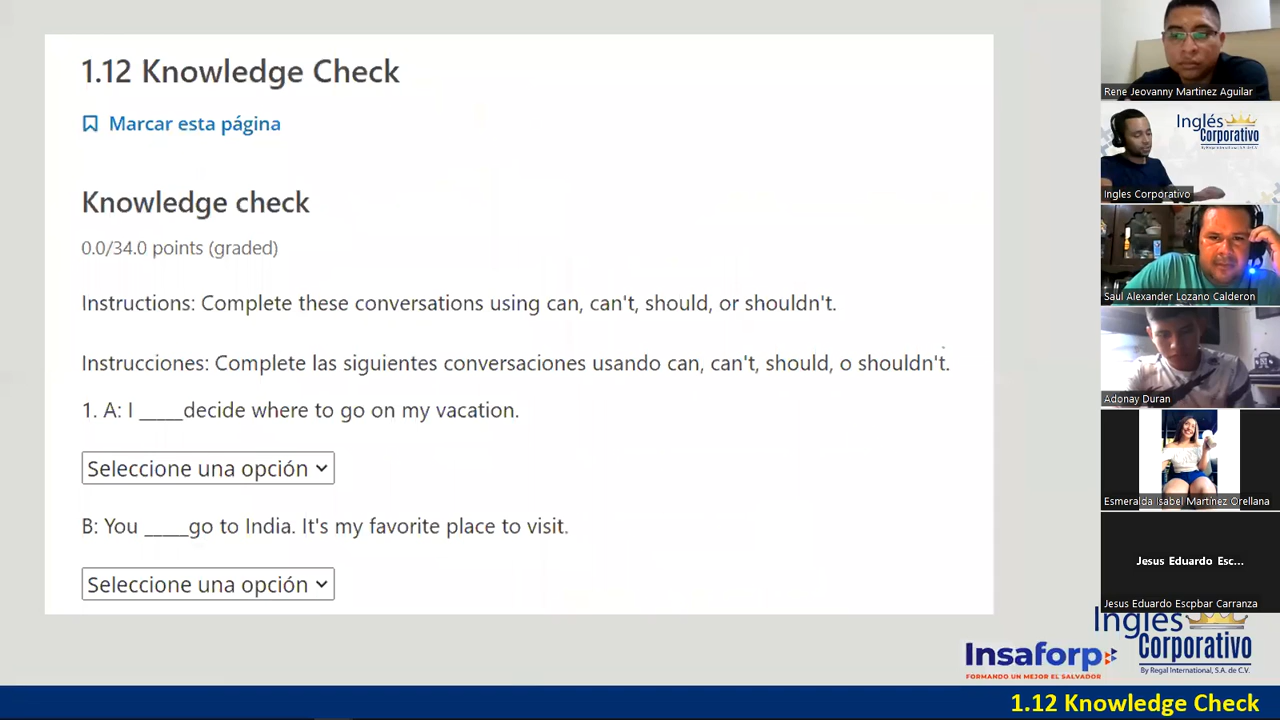 1.12 Knowledge Check
Marcar esta página
Knowledge check
0.0/34.0 points (graded)
Instructions: Complete these conversations using can, can't, should, or shouldn't.
Instrucciones: Complete las siguientes conversaciones usando can, can't, should, o shouldn't.
1. A: I _____decide where to go on my vacation.
Seleccione una opción
B: You _____go to India. It's my favorite place to visit.
Seleccione una opción
Rene Jeovanny Martinez Aguilar
Inglés
Corporativo
By Regal International, S.A. de C.V.
Ingles Corporativo
Saul Alexander Lozano Calderon
Adonay Duran
Esmeralda Isabel Martinez Orellana
Jesus Eduardo Esc...
Jesus Eduardo Escpbar Carranza
Insaforp
FORMANDO UN MEJOR EL SALVADOR
Inglés
Corporativo
By Regal International, S.A. de C.V.
1.12 Knowledge Check